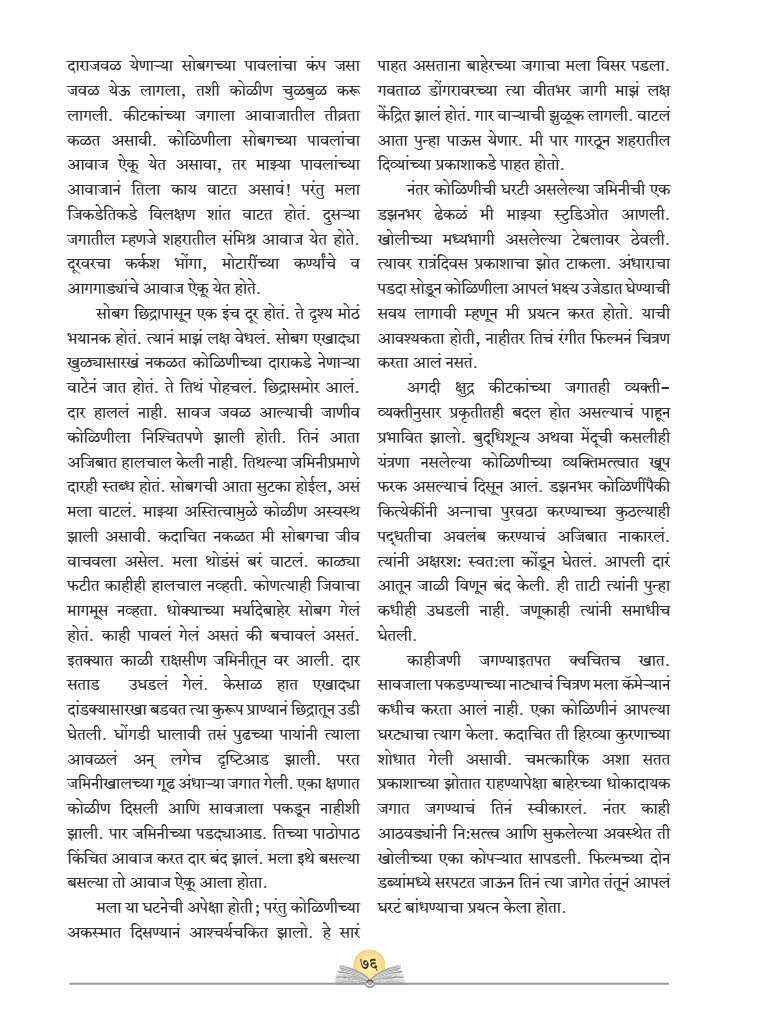 दाराजवळ येणाऱ्या सोबगच्या पावलांचा कंप जसा
जवळ येऊ लागला, तशी कोळीण चुळबुळ करू
लागली. कीटकांच्या जगाला आवाजातील तीव्रता
कळत असावी. कोळिणीला सोबगच्या पावलांचा
आवाज ऐकू येत असावा, तर माझ्या पावलांच्या
आवाजानं तिला काय वाटत असावं! परंतु मला
जिकडेतिकडे विलक्षण शांत वाटत होतं. दुसऱ्या
जगातील म्हणजे शहरातील संमिश्र आवाज येत होते.
दूरवरचा कर्कश भोंगा, मोटारींच्या कर्ण्यांचे व
आगगाड्यांचे आवाज ऐकू येत होते.
सोबग छिद्रापासून एक इंच दूर होतं. ते दृश्य मोठं
भयानक होतं. त्यानं माझं लक्ष वेधलं. सोबग एखाद्या
खुळ्यासारखं नकळत कोळिणीच्या दाराकडे नेणाऱ्या
वाटेनं जात होतं. ते तिथं पोहचलं. छिद्रासमोर आलं.
दार हाललं नाही. सावज जवळ आल्याची जाणीव
कोळिणीला निश्चितपणे झाली होती. तिनं आता
अजिबात हालचाल केली नाही. तिथल्या जमिनीप्रमाणे
दारही स्तब्ध होतं. सोबगची आता सुटका होईल, असं
मला वाटलं. माझ्या अस्तित्वामुळे कोळीण अस्वस्थ
झाली असावी. कदाचित नकळत मी सोबगचा जीव
वाचवला असेल. मला थोडंसं बरं वाटलं. काळ्या
फटीत काहीही हालचाल नव्हती. कोणत्याही जिवाचा
मागमूस नव्हता. धोक्याच्या मर्यादेबाहेर सोबग गेलं
होतं. काही पावलं गेलं असतं की बचावलं असतं.
इतक्यात काळी राक्षसीण जमिनीतून वर आली. दार
सताड उघडलं गेलं. केसाळ हात एखाद्या
दांडक्यासारखा बडवत त्या कुरूप प्राण्यानं छिद्रातून उडी
घेतली. घोंगडी घालावी तसं पुढच्या पायांनी त्याला
आवळलं अन् लगेच दृष्टिआड झाली. परत
जमिनीखालच्या गूढ अंधाऱ्या जगात गेली. एका क्षणात
कोळीण दिसली आणि सावजाला पकडून नाहीशी
झाली. पार जमिनीच्या पडद्याआड. तिच्या पाठोपाठ
किंचित आवाज करत दार बंद झालं. मला इथे बसल्या
बसल्या तो आवाज ऐकू आला होता.
मला या घटनेची अपेक्षा होती; परंतु कोळिणीच्या
अकस्मात दिसण्यानं आश्चर्यचकित झालो. हे सारं
पाहत असताना बाहेरच्या जगाचा मला विसर पडला.
गवताळ डोंगरावरच्या त्या वीतभर जागी माझं लक्ष
केंद्रित झालं होतं. गार वाऱ्याची झुळूक लागली. वाटलं
आता पुन्हा पाऊस येणार. मी पार गारठून शहरातील
दिव्यांच्या प्रकाशाकडे पाहत होतो.
नंतर कोळिणीची घरटी असलेल्या जमिनीची एक
डझनभर ढेकळं मी माझ्या स्टुडिओत आणली.
खोलीच्या मध्यभागी असलेल्या टेबलावर ठेवली.
त्यावर रात्रंदिवस प्रकाशाचा झोत टाकला. अंधाराचा
पडदा सोडून कोळिणीला आपलं भक्ष्य उजेडात घेण्याची
सवय लागावी म्हणून मी प्रयत्न करत होतो. याची
आवश्यकता होती, नाहीतर तिचं रंगीत फिल्मनं चित्रण
करता आलं नसतं.
अगदी क्षुद्र कीटकांच्या जगातही व्यक्ती-
व्यक्तीनुसार प्रकृतीतही बदल होत असल्याचं पाहून
प्रभावित झालो. बुद्धिशून्य अथवा मेंदूची कसलीही
यंत्रणा नसलेल्या कोळिणीच्या व्यक्तिमत्त्वात खूप
फरक असल्याचं दिसून आलं. डझनभर कोळिणींपैकी
कित्येकींनी अन्नाचा पुरवठा करण्याच्या कुठल्याही
पद्धतीचा अवलंब करण्याचं अजिबात नाकारलं.
त्यांनी अक्षरश: स्वत:ला कोंडून घेतलं. आपली दारं
आतून जाळी विणून बंद केली. ही ताटी त्यांनी पुन्हा
कधीही उघडली नाही. जणूकाही त्यांनी समाधीच
घेतली.
काहीजणी जगण्याइतपत क्वचितच खात.
सावजाला पकडण्याच्या नाट्याचं चित्रण मला कॅमेऱ्यानं
कधीच करता आलं नाही. एका कोळिणीनं आपल्या
घरट्याचा त्याग केला. कदाचित ती हिरव्या कुरणाच्या
शोधात गेली असावी. चमत्कारिक अशा सतत
प्रकाशाच्या झोतात राहण्यापेक्षा बाहेरच्या धोकादायक
जगात जगण्याचं तिनं स्वीकारलं. नंतर काही
आठवड्यांनी नि:सत्त्व आणि सुकलेल्या अवस्थेत ती
खोलीच्या एका कोपऱ्यात सापडली. फिल्मच्या दोन
डब्यांमध्ये सरपटत जाऊन तिनं त्या जागेत तंतूनं आपलं
घरटं बांधण्याचा प्रयत्न केला होता.
७६